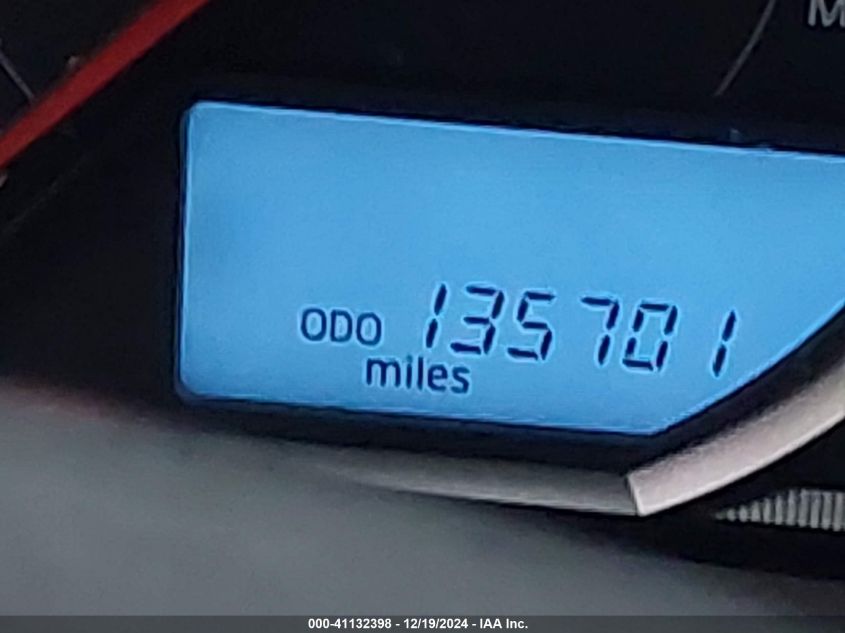 M
ODO 135701
miles
000-41132398 - 12/19/2024 - IAA Inc.